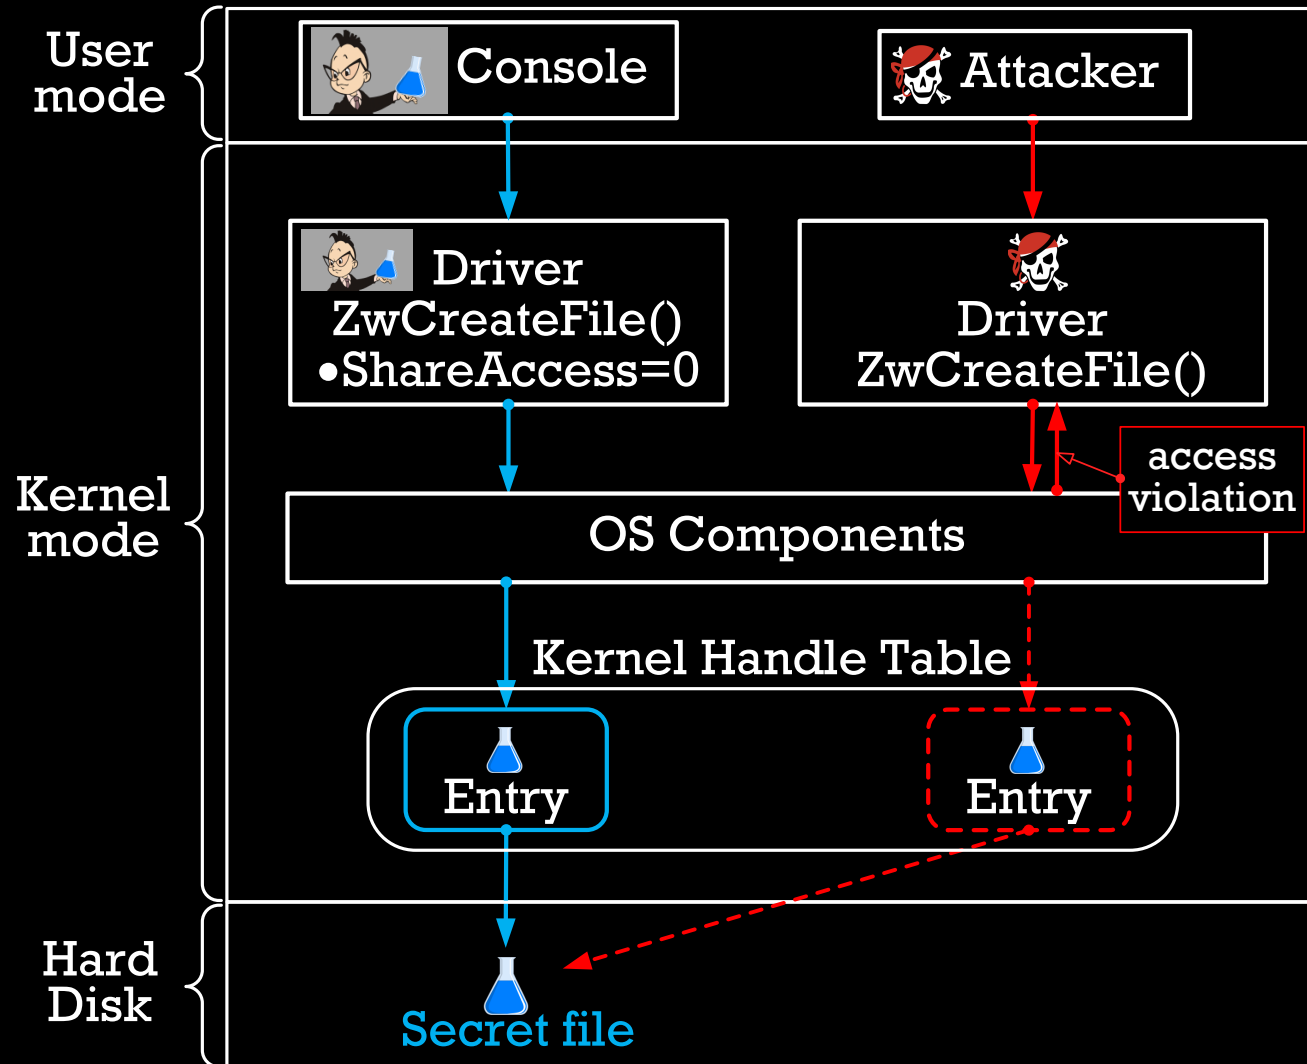 User
mode
Console
Attacker
Kernel
mode
Driver
ZwCreateFile()
•ShareAccess=0
Driver
ZwCreateFile()
access
violation
OS Components
Kernel Handle Table
Entry
Entry
Hard
Disk
Secret file